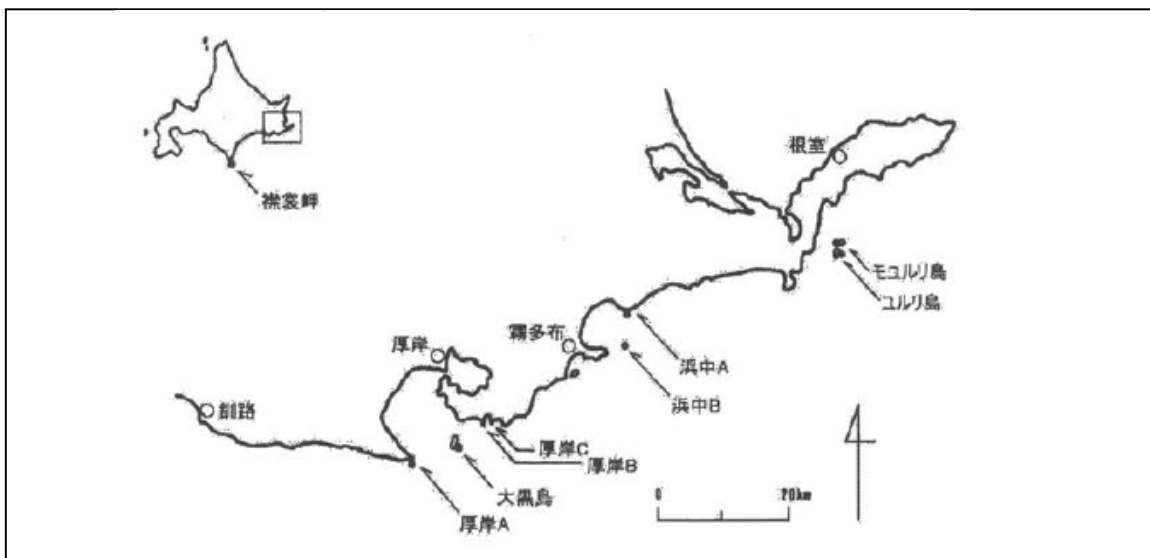 襟裳岬
根室
モユルリ島
ユルリ島
霧多布
厚岸
浜中A
浜中B
釧路
厚岸C
厚岸B
大黒島
厚岸A
0 20km